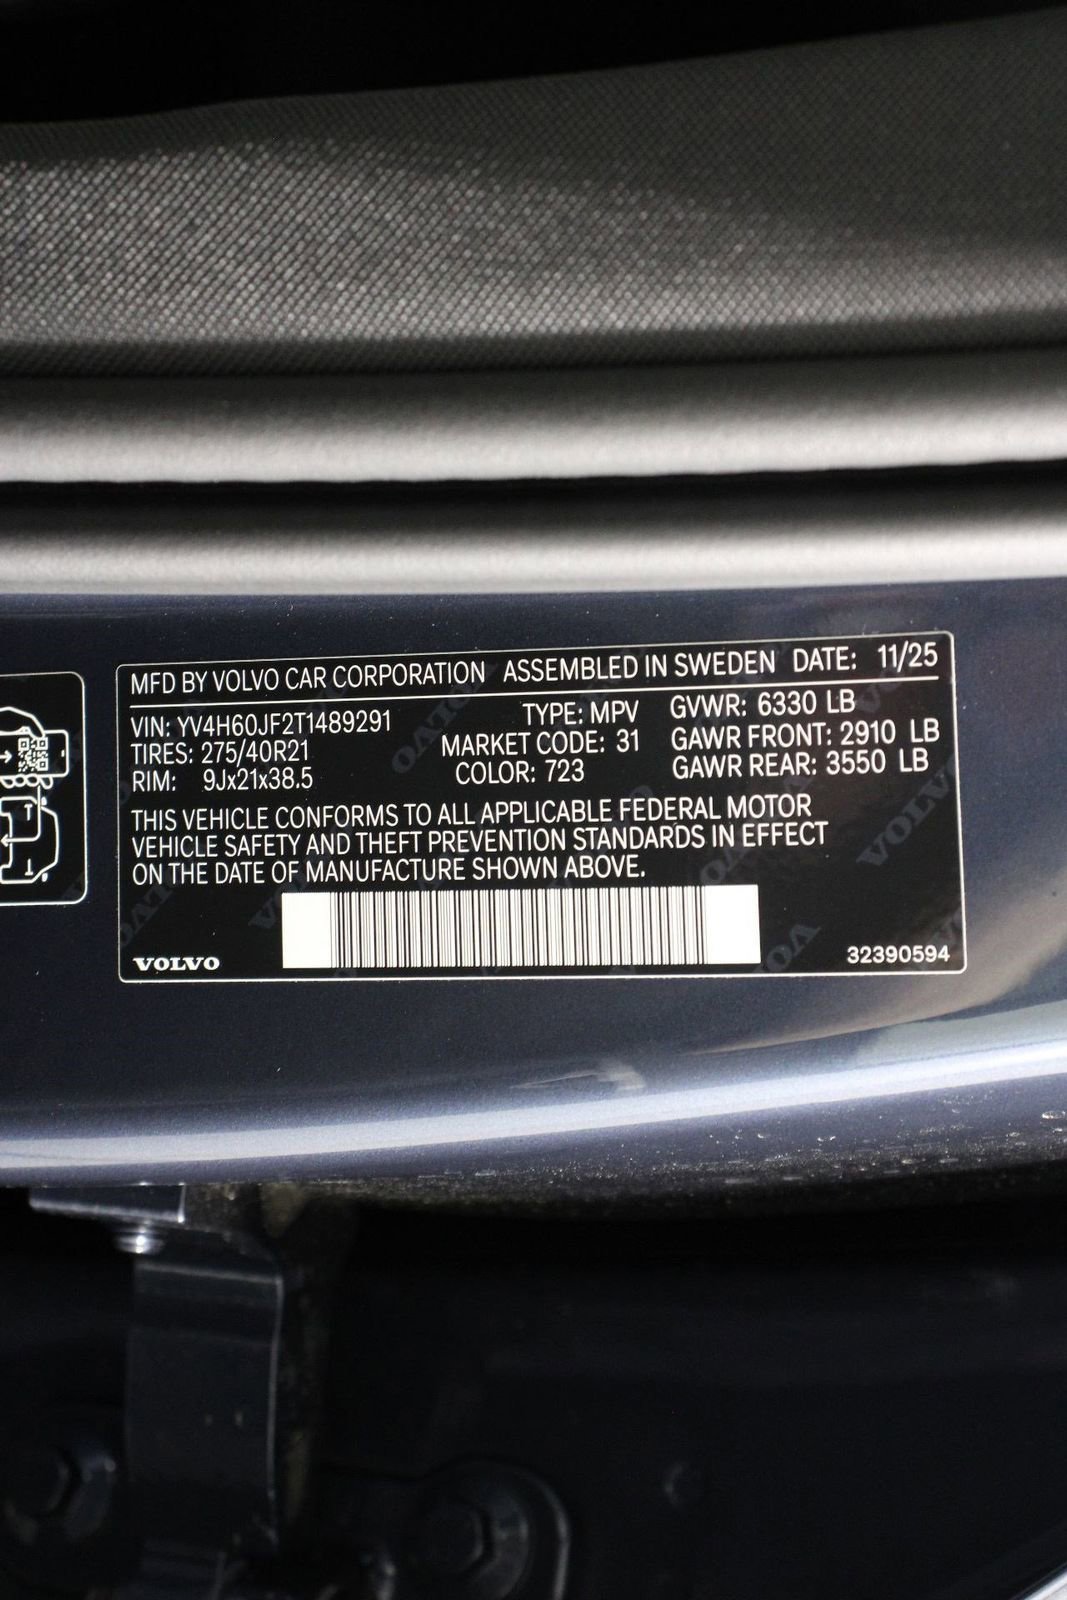 MFD BY VOLVO CAR CORPORATION ASSEMBLED IN SWEDEN DATE: 11/25
VIN: YV4H60JF2T1489291 TYPE: MPV GVWR: 6330 LB
TIRES: 275/40R21 MARKET CODE: 31 GAWR FRONT: 2910 LB
RIM: 9Jx21x38.5 COLOR: 723 GAWR REAR: 3550 LB
THIS VEHICLE CONFORMS TO ALL APPLICABLE FEDERAL MOTOR
VEHICLE SAFETY AND THEFT PREVENTION STANDARDS IN EFFECT
ON THE DATE OF MANUFACTURE SHOWN ABOVE.
VOLVO 32390594